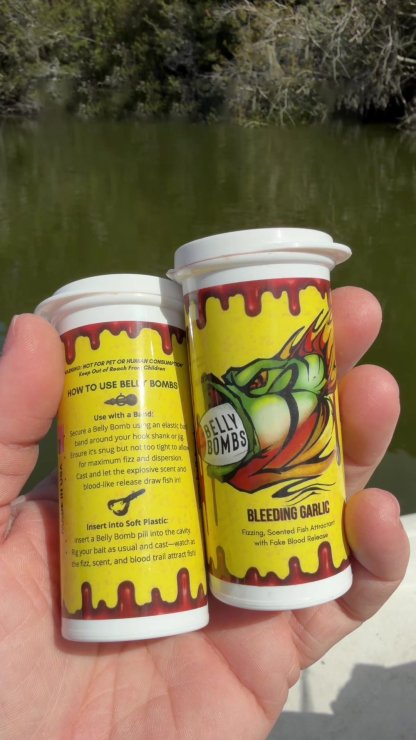 WARNING: NOT FOR PET OR HUMAN CONSUMPTION
Keep Out of Reach From Children
HOW TO USE BELLY BOMBS
Use with a Band:
Secure a Belly Bomb using an elastic bait
band around your hook shank or jig.
Ensure it's snug but not too tight to allow
for maximum fizz and dispersion.
Cast and let the explosive scent and
blood-like release draw fish in!
Insert into Soft Plastic:
Insert a Belly Bomb pill into the cavity.
Rig your bait as usual and cast—watch as
the fizz, scent, and blood trail attract fish!
BELLY
BOMBS
BLEEDING GARLIC
Fizzing, Scented Fish Attractant
with Fake Blood Release